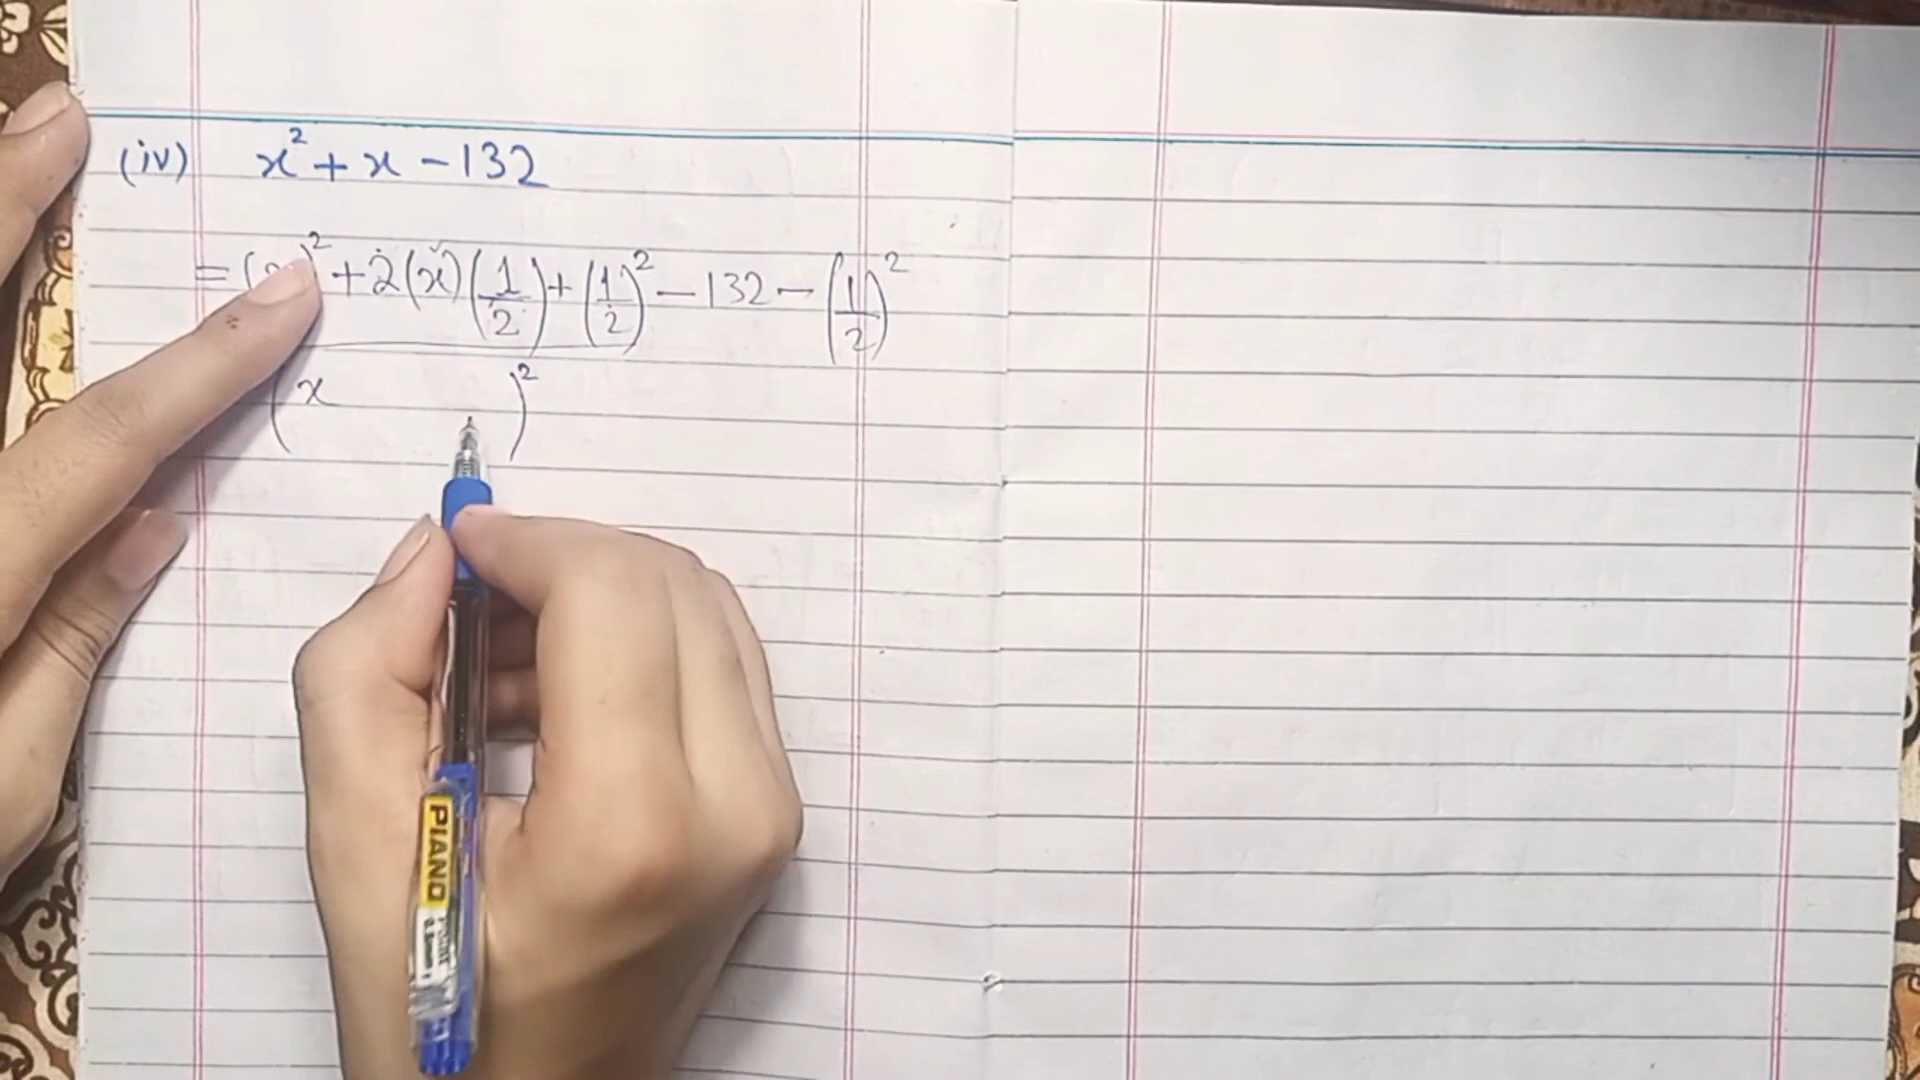 (iv) x² + x - 132
= ( )² + 2(x)(1/2) + (1/2)² - 132 - (1/2)²
(x )²
PIANO